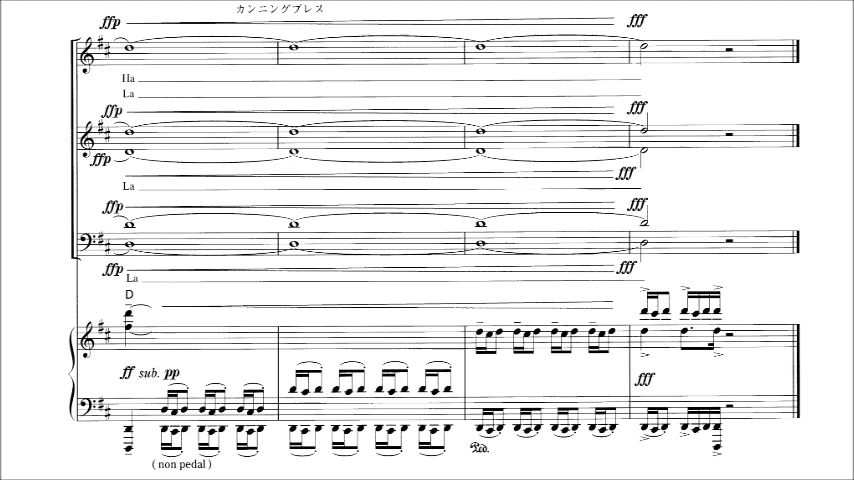 カンニングブレス
ffp fff
Ha
La
ffp fff
ffp
fff
La
ffp fff
ffp fff
La
D
ff sub. pp
fff
Ped.
( non pedal )